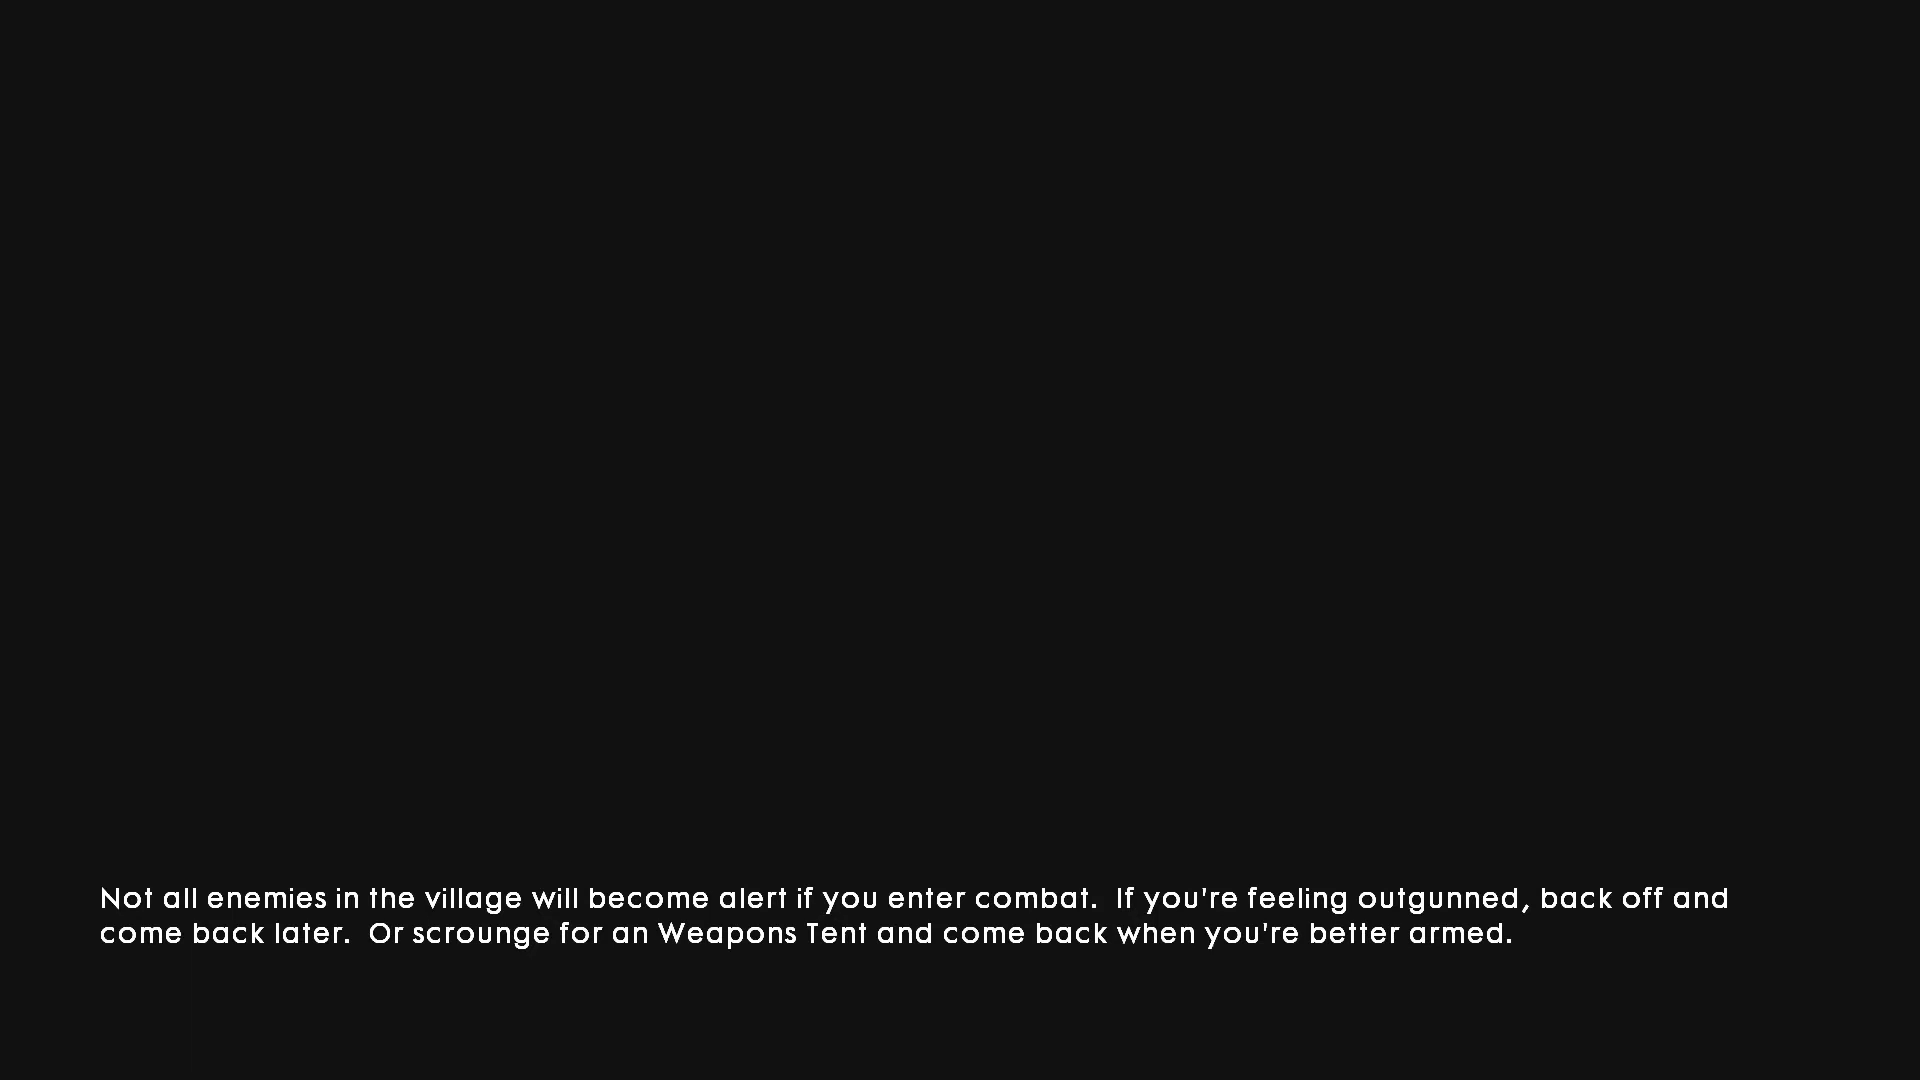 Not all enemies in the village will become alert if you enter combat.  If you're feeling outgunned, back off and
come back later.  Or scrounge for an Weapons Tent and come back when you're better armed.